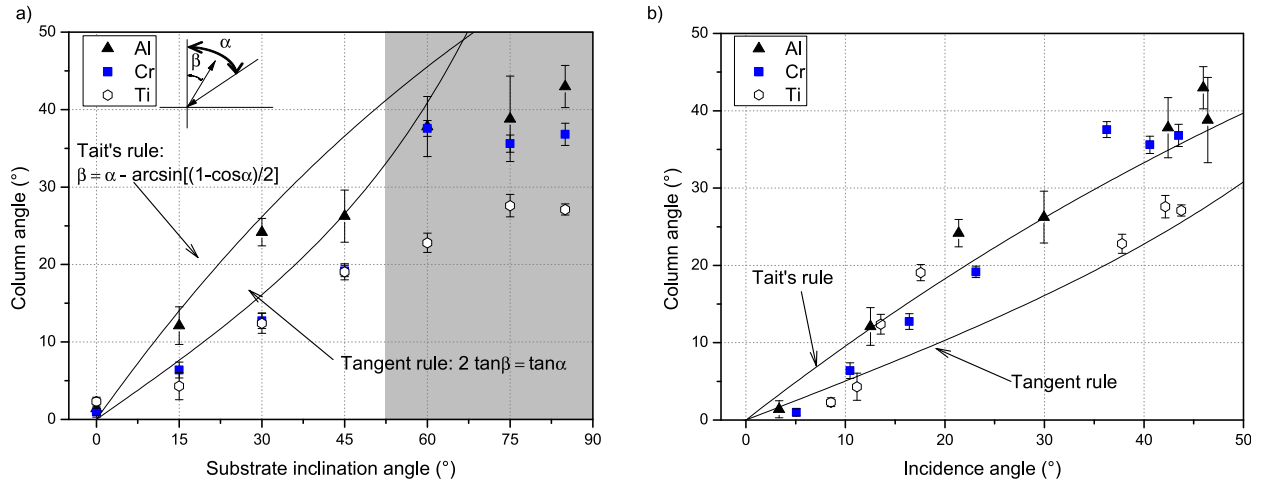 a)
50
40
30
20
10
0
Column angle (°)
Al
Cr
Ti
α
β
Tait's rule:
β = α - arcsin[(1-cosα)/2]
Tangent rule: 2 tanβ = tanα
0 15 30 45 60 75 90
Substrate inclination angle (°)
b)
50
40
30
20
10
0
Column angle (°)
Al
Cr
Ti
Tait's rule
Tangent rule
0 10 20 30 40 50
Incidence angle (°)